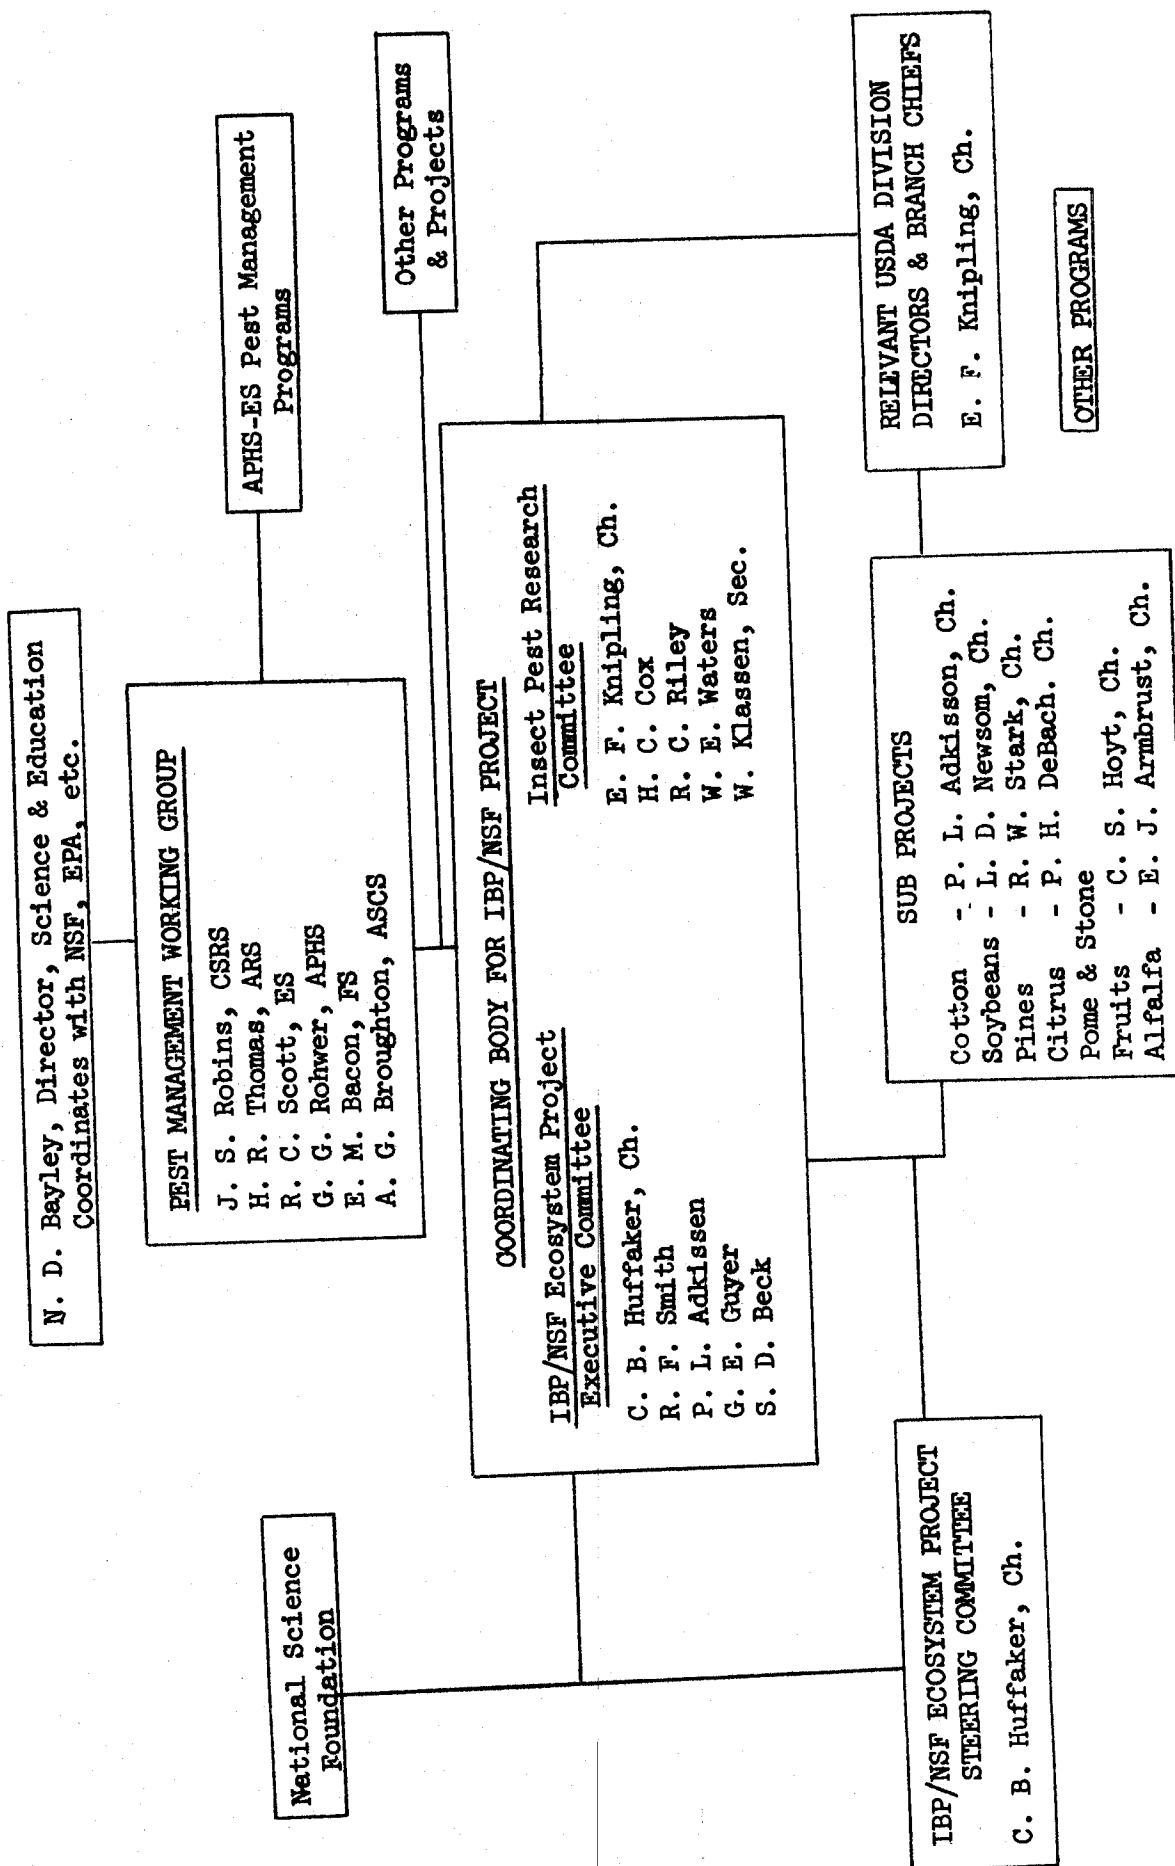 N. D. Bayley, Director, Science & Education
Coordinates with NSF, EPA, etc.
PEST MANAGEMENT WORKING GROUP
J. S. Robins, CSRS
H. R. Thomas, ARS
R. C. Scott, ES
G. G. Rohwer, APHS
E. M. Bacon, FS
A. G. Broughton, ASCS
APHS-ES Pest Management
Programs
National Science
Foundation
Other Programs
& Projects
COORDINATING BODY FOR IBP/NSF PROJECT
IBP/NSF Ecosystem Project
Executive Committee
C. B. Huffaker, Ch.
R. F. Smith
P. L. Adkissen
G. E. Guyer
S. D. Beck
Insect Pest Research
Committee
E. F. Knipling, Ch.
H. C. Cox
R. C. Riley
W. E. Waters
W. Klassen, Sec.
IBP/NSF ECOSYSTEM PROJECT
STEERING COMMITTEE
C. B. Huffaker, Ch.
SUB PROJECTS
Cotton - P. L. Adkisson, Ch.
Soybeans - L. D. Newsom, Ch.
Pines - R. W. Stark, Ch.
Citrus - P. H. DeBach. Ch.
Pome & Stone
Fruits - C. S. Hoyt, Ch.
Alfalfa - E. J. Armbrust, Ch.
RELEVANT USDA DIVISION
DIRECTORS & BRANCH CHIEFS
E. F. Knipling, Ch.
OTHER PROGRAMS